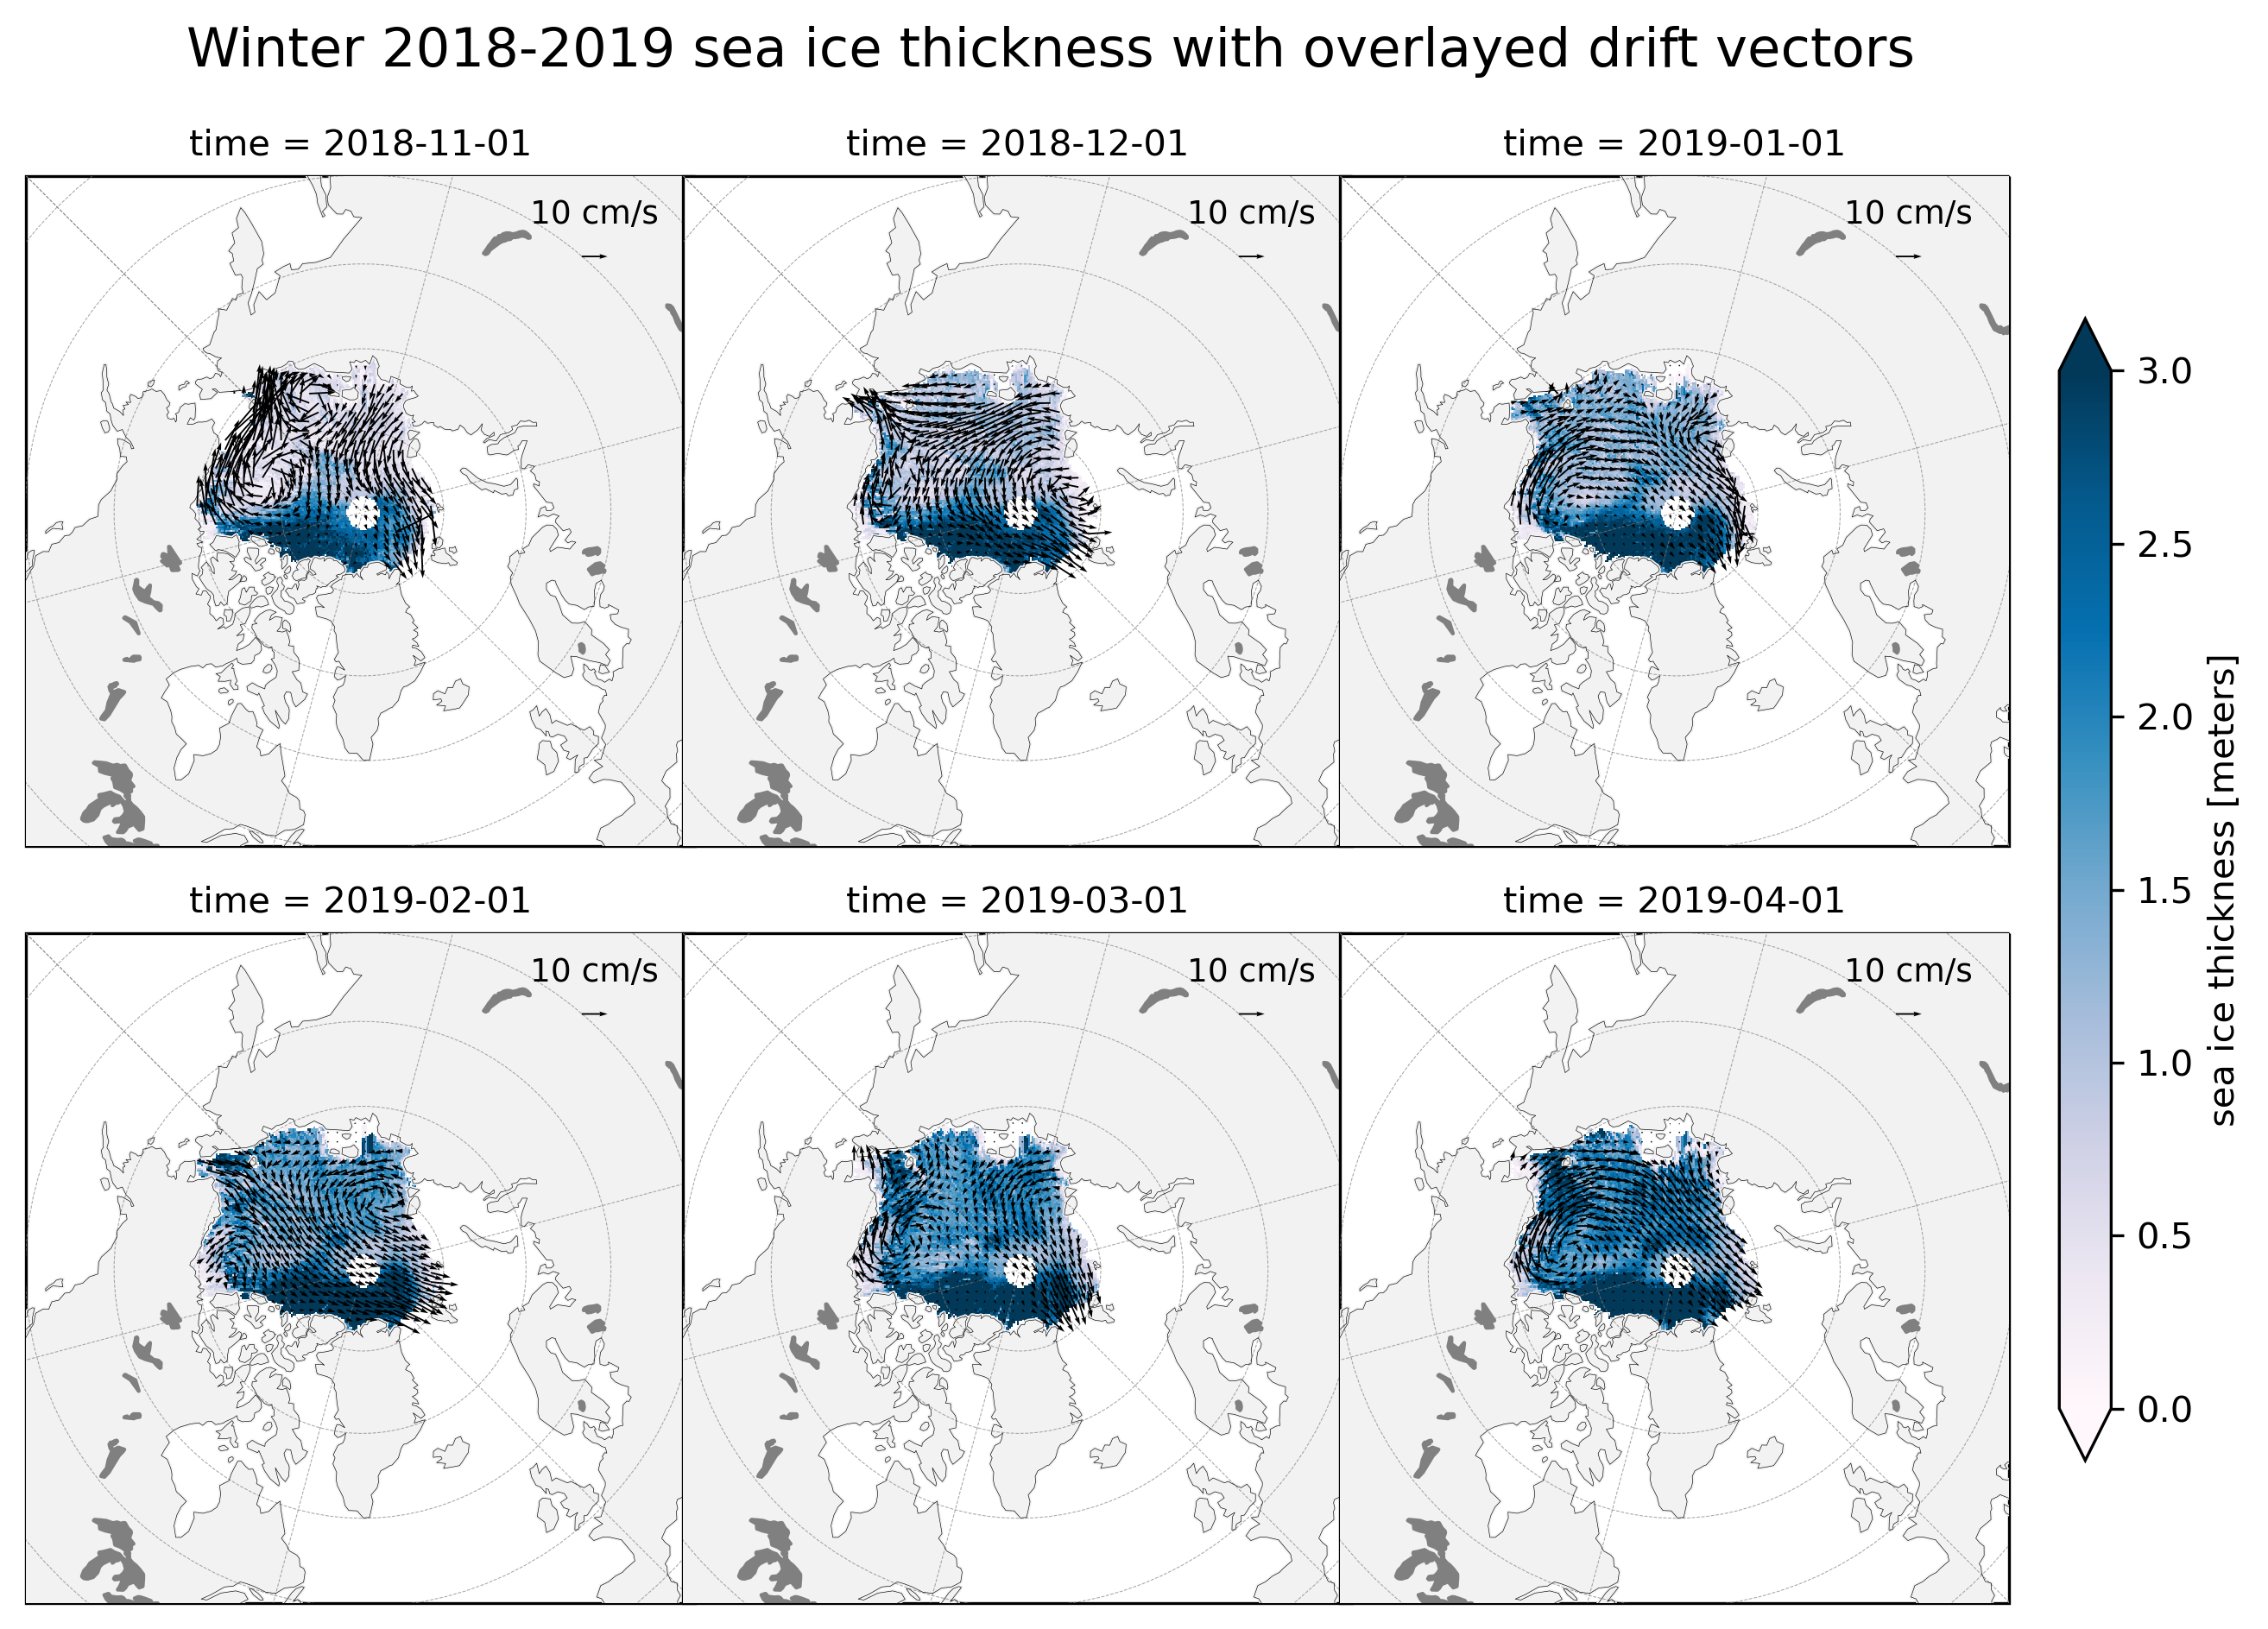 Winter 2018-2019 sea ice thickness with overlayed drift vectors
time = 2018-11-01
time = 2018-12-01
time = 2019-01-01
10 cm/s
10 cm/s
10 cm/s
time = 2019-02-01
time = 2019-03-01
time = 2019-04-01
10 cm/s
10 cm/s
10 cm/s
3.0
2.5
2.0
1.5
1.0
0.5
0.0
sea ice thickness [meters]